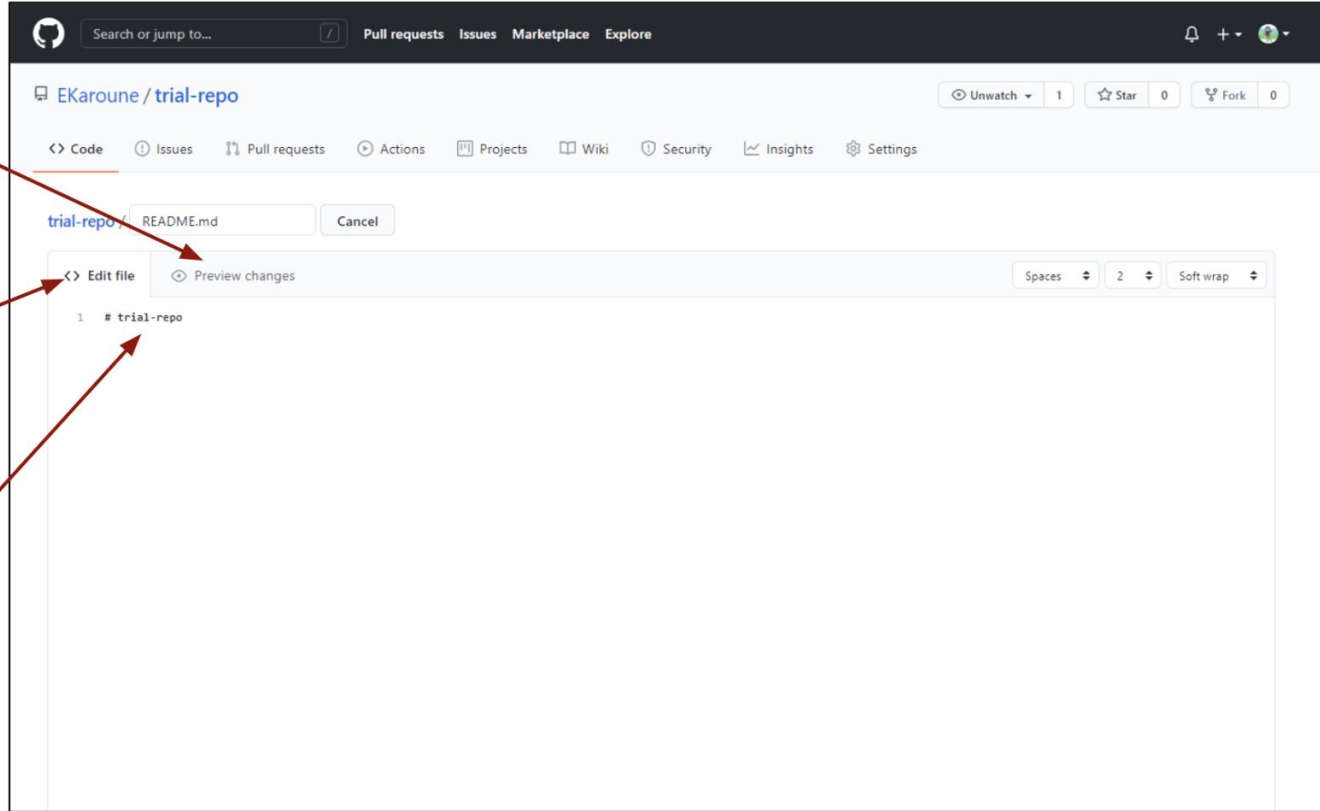 Search or jump to... / Pull requests Issues Marketplace Explore
EKaroune / trial-repo Unwatch 1 Star 0 Fork 0
<> Code Issues Pull requests Actions Projects Wiki Security Insights Settings
trial-repo / README.md Cancel
<> Edit file Preview changes Spaces 2 Soft wrap
1 # trial-repo